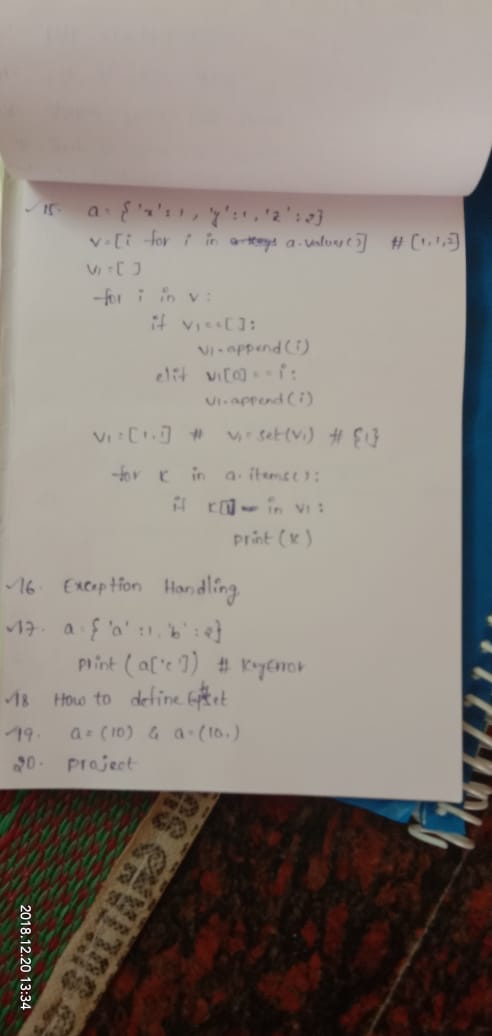 15. a = {'x':1, 'y':1, 'z':2}
v=[i for i in a.values()] # [1,1,2]
v1=[]
for i in v:
if v1==[]:
v1.append(i)
elif v1[0]==i:
v1.append(i)
v1=[1,1] # v1=set(v1) # {1}
for k in a.items():
if k[1] in v1:
print(k)
16. Exception Handling
17. a={'a':1,'b':2}
print(a['c']) # KeyError
18 How to define set
19. a=(10) & a=(10,)
20. project
2018.12.20 13:34